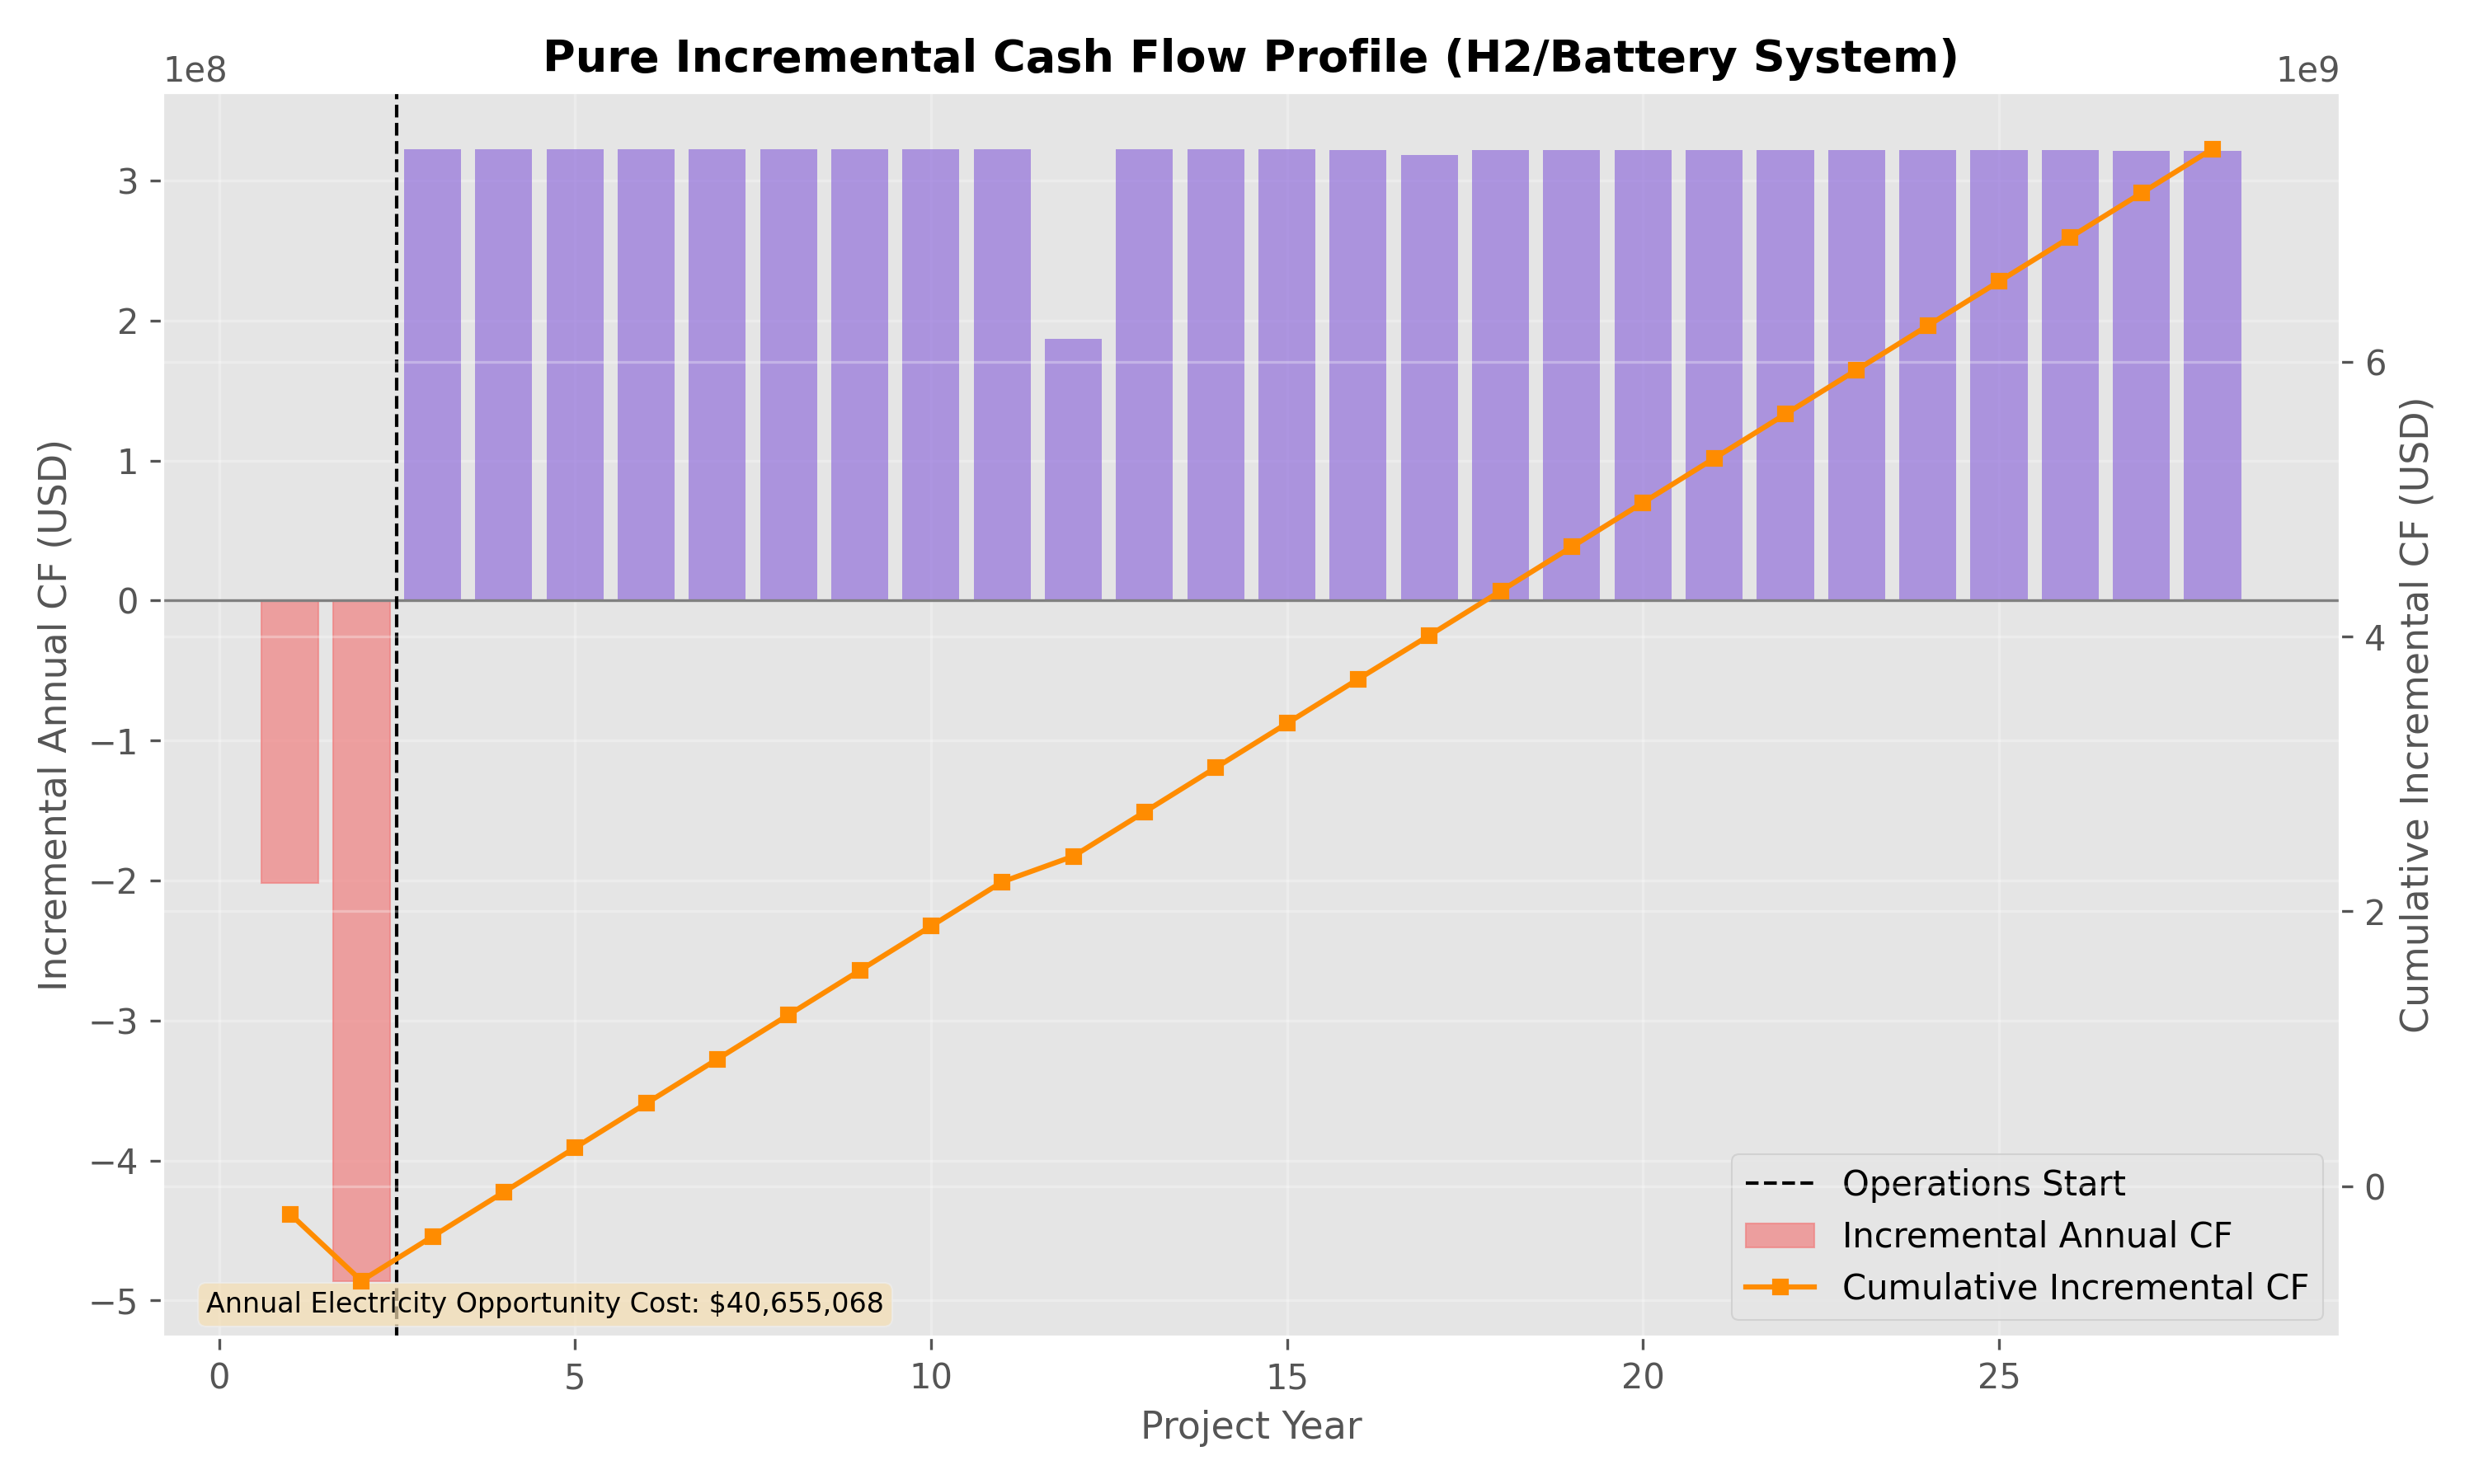 Pure Incremental Cash Flow Profile (H2/Battery System)
1e8
1e9
Incremental Annual CF (USD)
3
2
1
0
−1
−2
−3
−4
−5
Cumulative Incremental CF (USD)
6
4
2
0
Operations Start
Incremental Annual CF
Cumulative Incremental CF
Annual Electricity Opportunity Cost: $40,655,068
0
5
10
15
20
25
Project Year